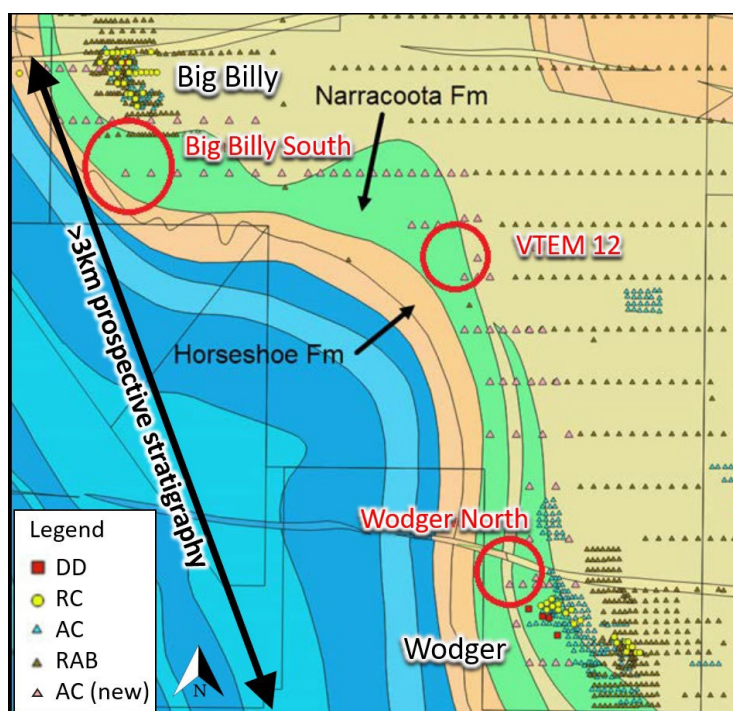 Big Billy
Narracoota Fm
Big Billy South
VTEM 12
Horseshoe Fm
>3km prospective stratigraphy
Wodger North
Wodger
Legend
DD
RC
AC
RAB
AC (new)
N